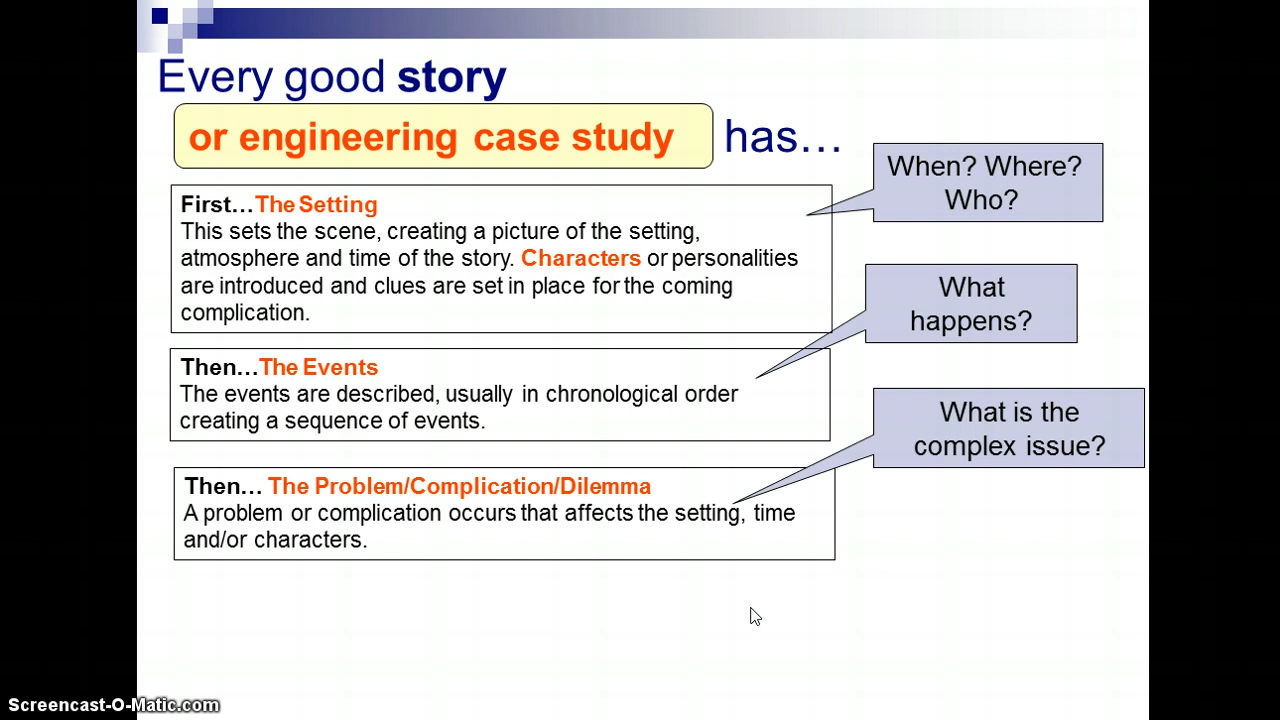 Every good story
or engineering case study has…
When? Where?
Who?
First…The Setting
This sets the scene, creating a picture of the setting,
atmosphere and time of the story. Characters or personalities
are introduced and clues are set in place for the coming
complication.
What
happens?
Then…The Events
The events are described, usually in chronological order
creating a sequence of events.
What is the
complex issue?
Then… The Problem/Complication/Dilemma
A problem or complication occurs that affects the setting, time
and/or characters.
Screencast-O-Matic.com